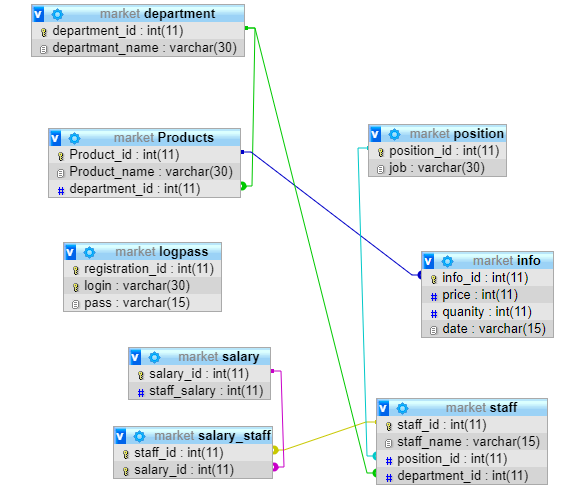 market department
department_id : int(11)
departmant_name : varchar(30)
market Products
Product_id : int(11)
Product_name : varchar(30)
department_id : int(11)
market position
position_id : int(11)
job : varchar(30)
market logpass
registration_id : int(11)
login : varchar(30)
pass : varchar(15)
market info
info_id : int(11)
price : int(11)
quanity : int(11)
date : varchar(15)
market salary
salary_id : int(11)
staff_salary : int(11)
market salary_staff
staff_id : int(11)
salary_id : int(11)
market staff
staff_id : int(11)
staff_name : varchar(15)
position_id : int(11)
department_id : int(11)